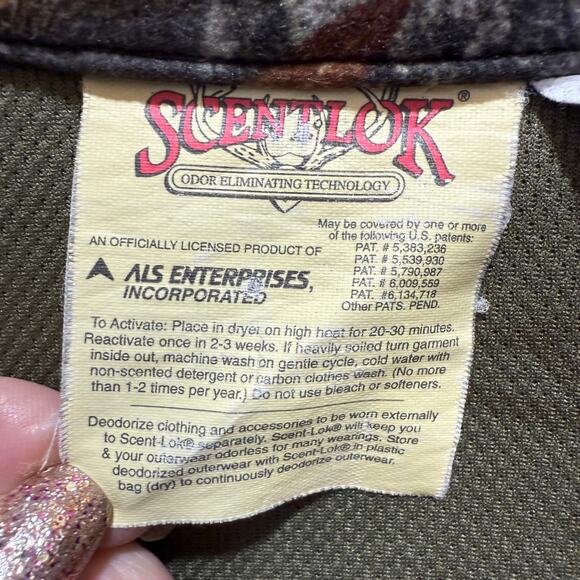 SCENTLOK®
ODOR ELIMINATING TECHNOLOGY
May be covered by one or more
of the following U.S. patents:
PAT. # 5,383,236
PAT. # 5,539,930
PAT. # 5,790,987
PAT. # 6,009,559
PAT. #6,134,718
Other PATS. PEND.
AN OFFICIALLY LICENSED PRODUCT OF
ALS ENTERPRISES,
INCORPORATED
To Activate: Place in dryer on high heat for 20-30 minutes.
Reactivate once in 2-3 weeks. If heavily soiled turn garment
inside out, machine wash on gentle cycle, cold water with
non-scented detergent or carbon clothes wash. (No more
than 1-2 times per year.) Do not use bleach or softeners.
Deodorize clothing and accessories to be worn externally
to Scent-Lok® separately. Scent-Lok® will keep you
& your outerwear odorless for many wearings. Store
deodorized outerwear with Scent-Lok® in plastic
bag (dry) to continuously deodorize outerwear.